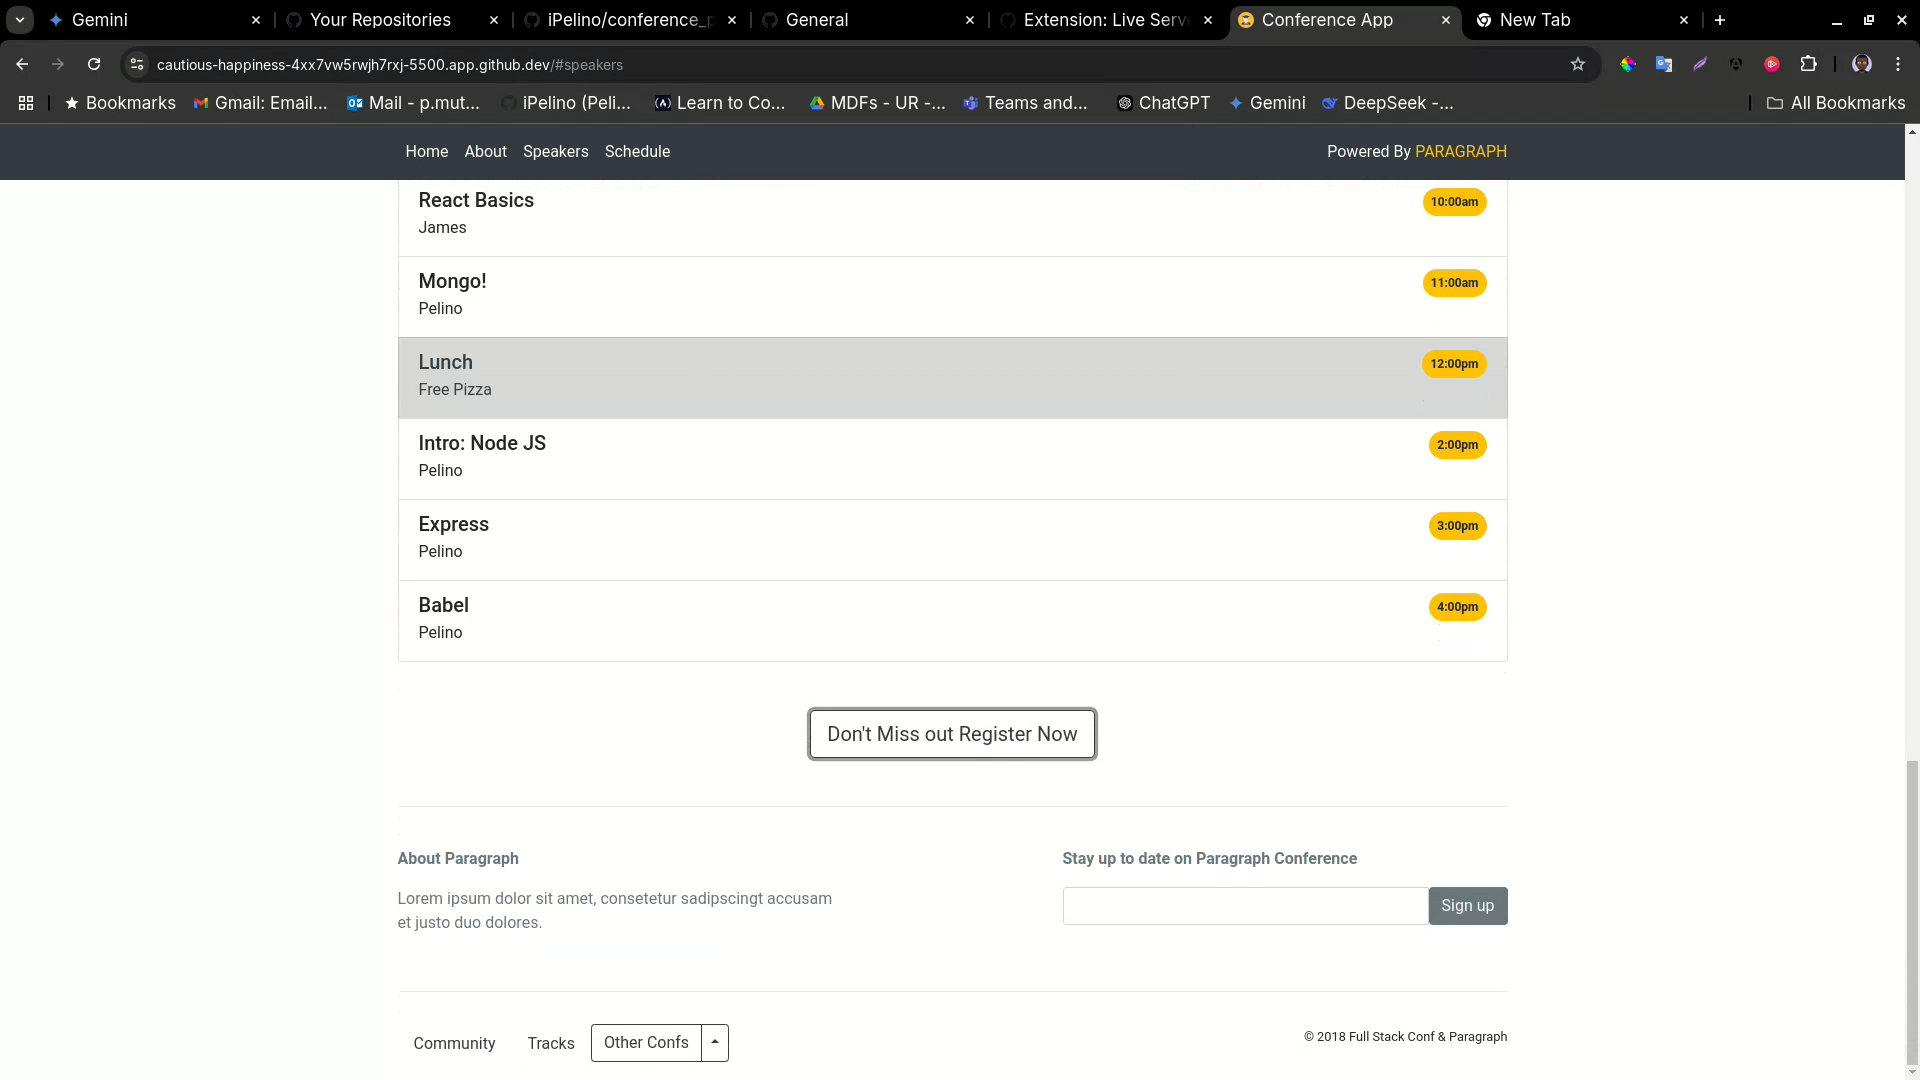 Gemini
Your Repositories
iPelino/conference_p
General
Extension: Live Serve
Conference App
New Tab
cautious-happiness-4xx7vw5rwjh7rxj-5500.app.github.dev/#speakers
Bookmarks
Gmail: Email...
Mail - p.mut...
iPelino (Peli...
Learn to Co...
MDFs - UR -...
Teams and...
ChatGPT
Gemini
DeepSeek -...
All Bookmarks
Home About Speakers Schedule
Powered By PARAGRAPH
React Basics
10:00am
James
Mongo!
11:00am
Pelino
Lunch
12:00pm
Free Pizza
Intro: Node JS
2:00pm
Pelino
Express
3:00pm
Pelino
Babel
4:00pm
Pelino
Don't Miss out Register Now
About Paragraph
Lorem ipsum dolor sit amet, consetetur sadipscingt accusam
et justo duo dolores.
Stay up to date on Paragraph Conference
Sign up
Community
Tracks
Other Confs
© 2018 Full Stack Conf & Paragraph